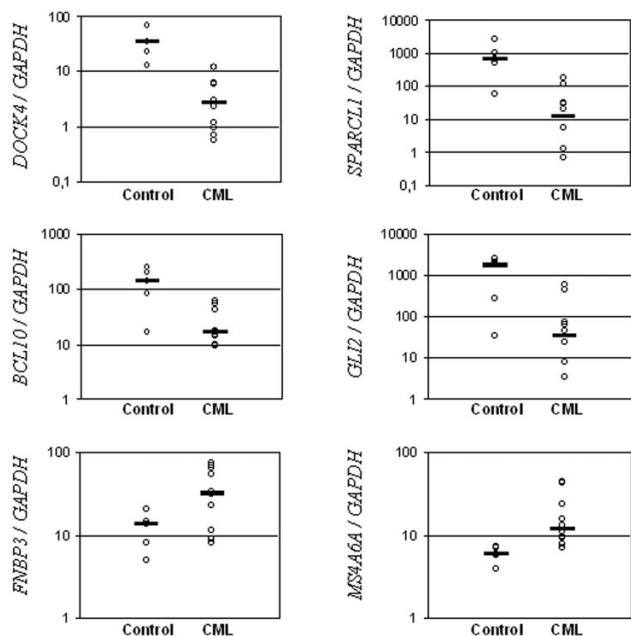 DOCK4 / GAPDH
100
10
1
0,1
Control CML
SPARCL1 / GAPDH
10000
1000
100
10
1
0,1
Control CML
BCL10 / GAPDH
1000
100
10
1
Control CML
GLI2 / GAPDH
10000
1000
100
10
1
Control CML
FNBP3 / GAPDH
100
10
1
Control CML
MS4A6A / GAPDH
100
10
1
Control CML